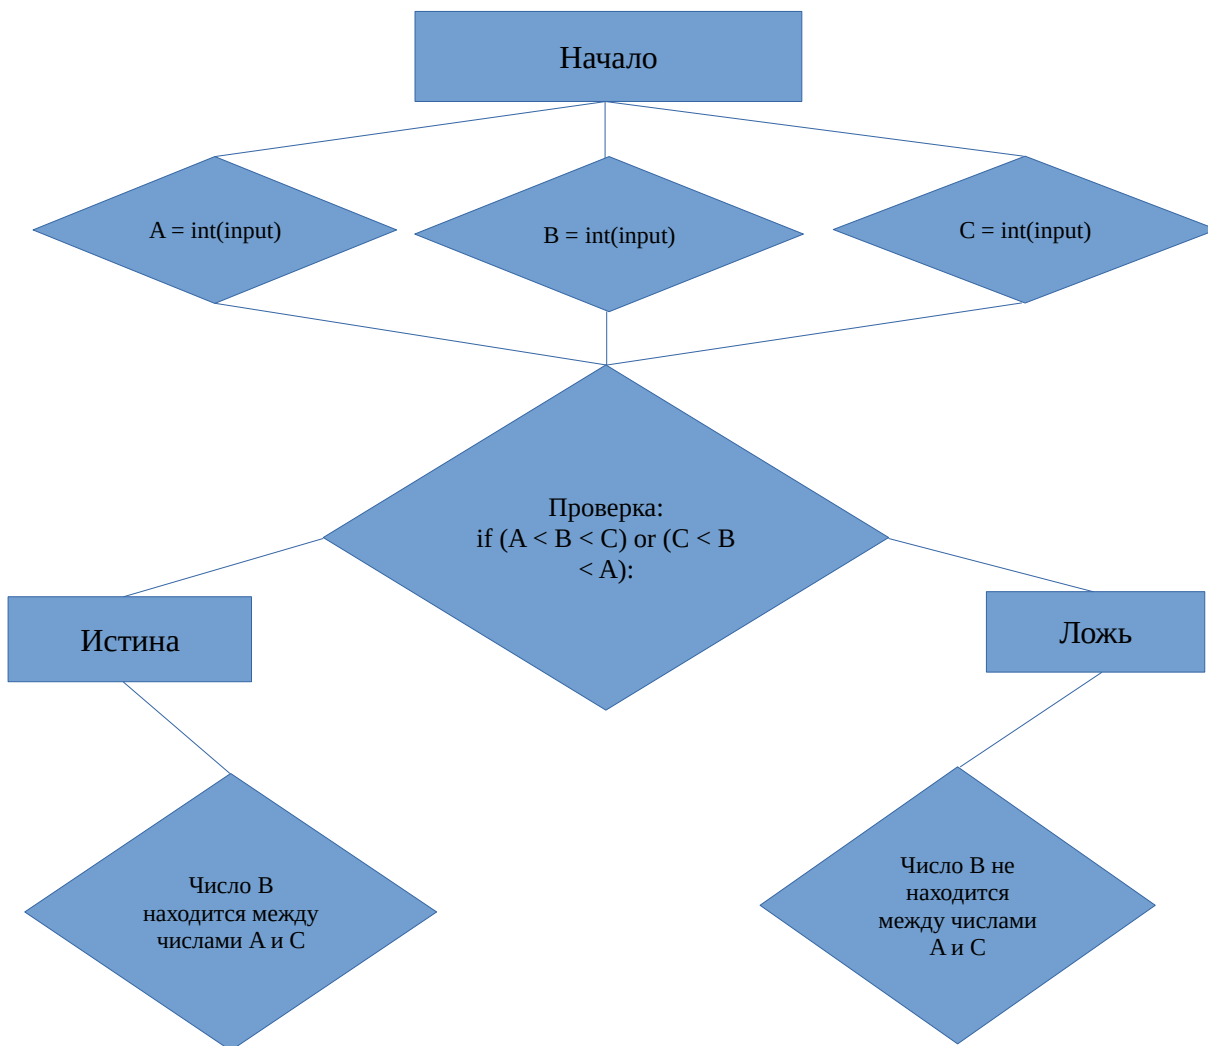 Начало
A = int(input)
B = int(input)
C = int(input)
Проверка:
if (A < B < C) or (C < B
< A):
Истина
Ложь
Число B
находится между
числами A и C
Число B не
находится
между числами
A и C